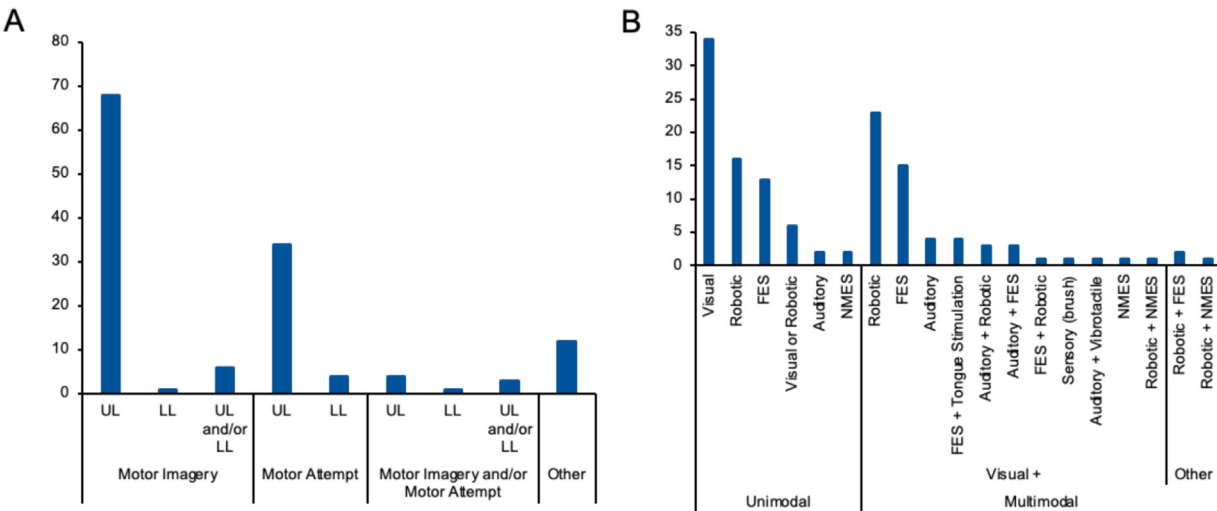 A
80
70
60
50
40
30
20
10
0
UL
LL
UL
and/or
LL
UL
LL
UL
LL
UL
and/or
LL
Motor Imagery
Motor Attempt
Motor Imagery and/or
Motor Attempt
Other
B
35
30
25
20
15
10
5
0
Visual
Robotic
FES
Visual or Robotic
Auditory
NMES
Robotic
FES
Auditory
FES + Tongue Stimulation
Auditory + Robotic
Auditory + FES
FES + Robotic
Sensory (brush)
Auditory + Vibrotactile
NMES
Robotic + NMES
Robotic + FES
Robotic + NMES
Visual +
Other
Unimodal
Multimodal